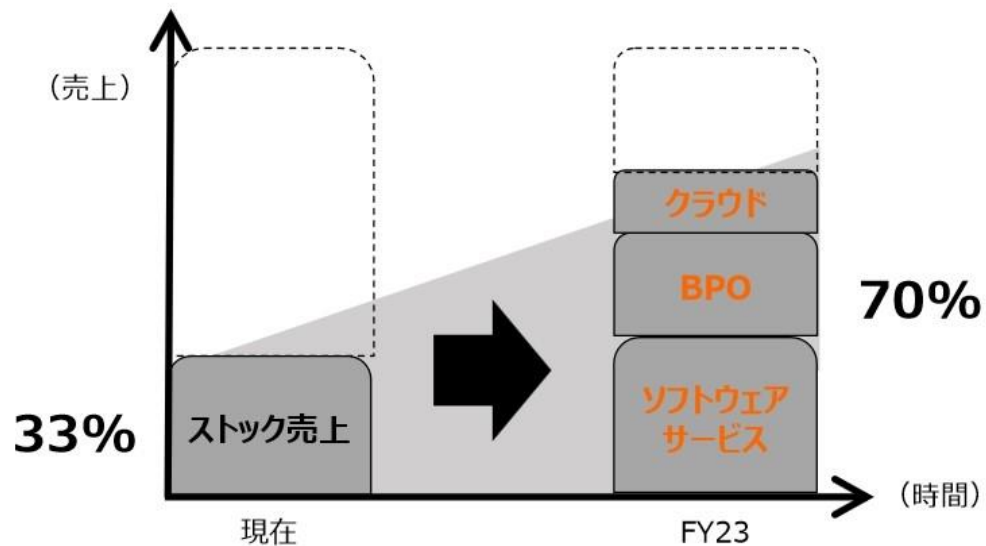 （売上）
クラウド
BPO
70%
ソフトウェア
サービス
33%
ストック売上
（時間）
現在
FY23